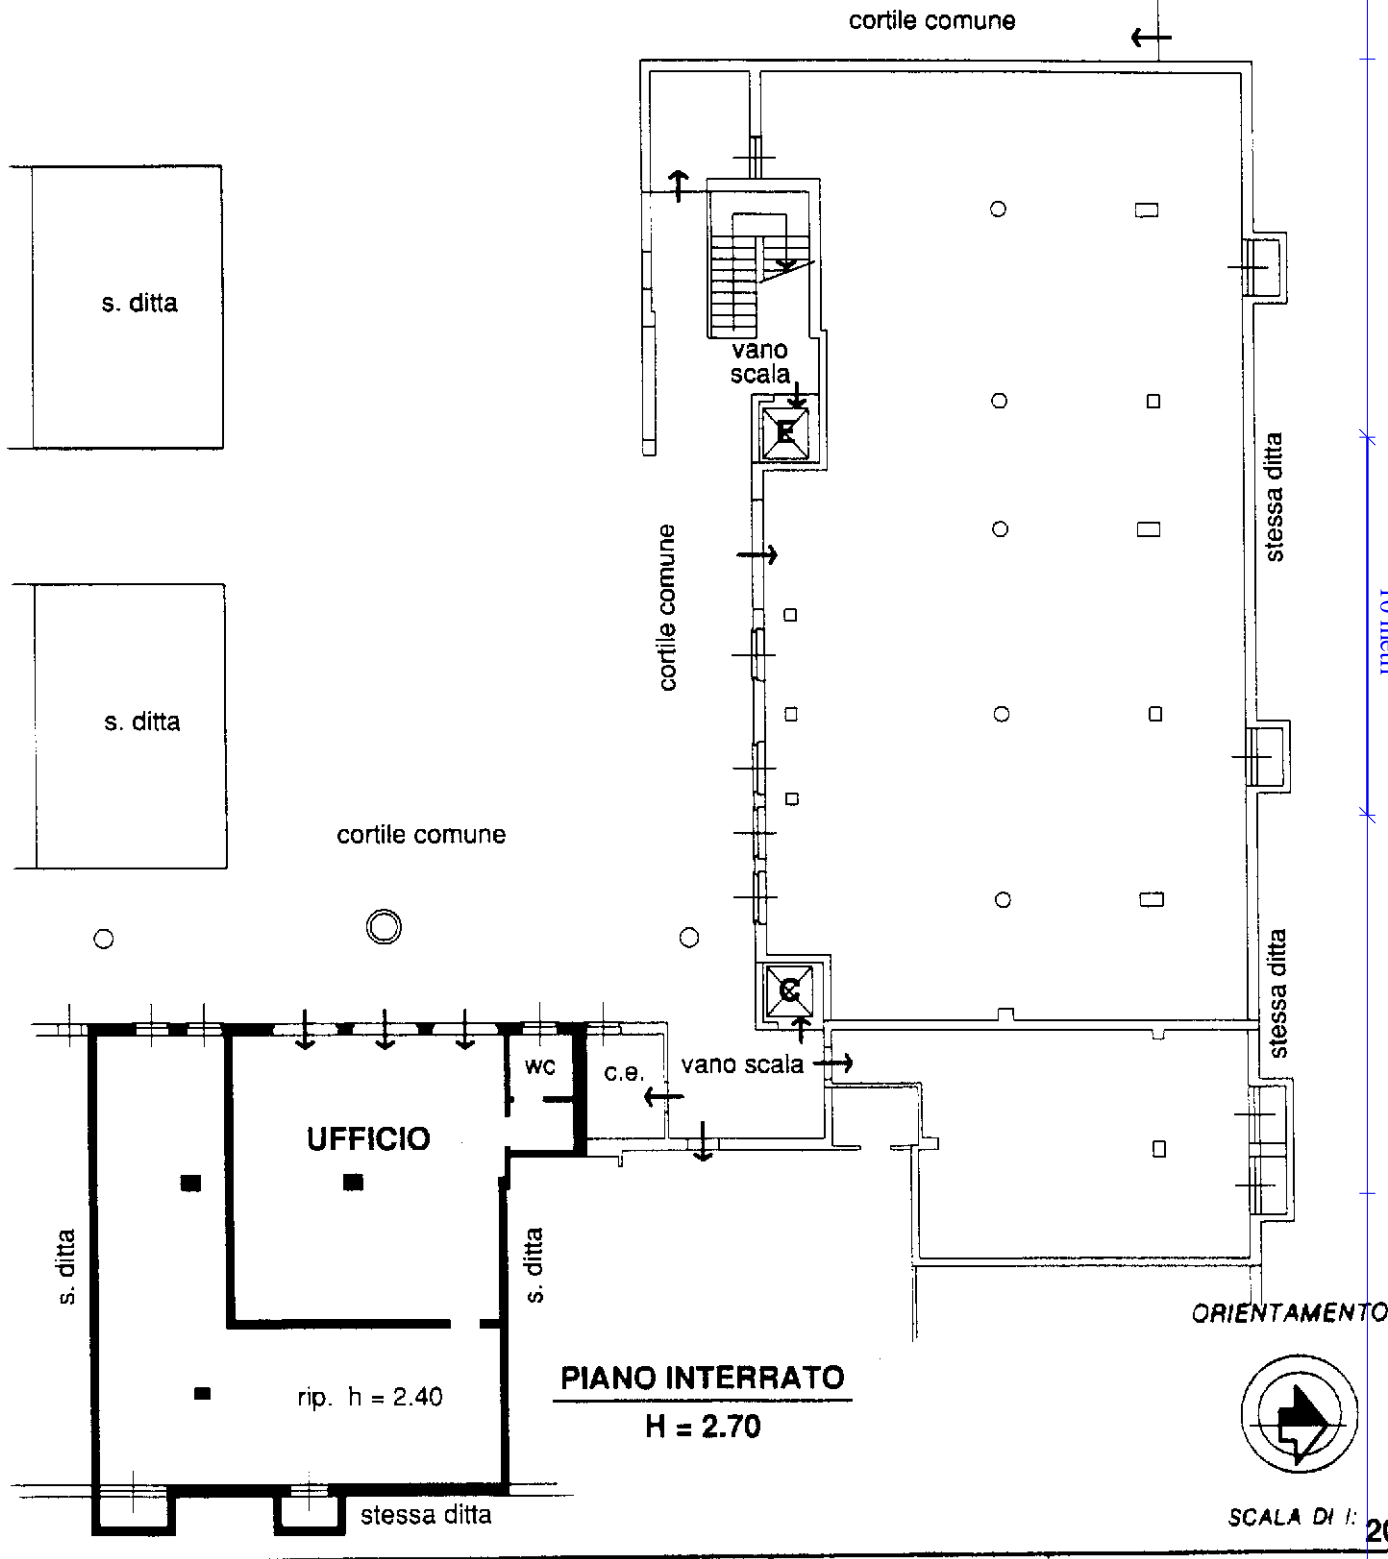 cortile comune
s. ditta
vano
scala
E
stessa ditta
cortile comune
s. ditta
cortile comune
stessa ditta
C
wc
c.e.
vano scala
UFFICIO
s. ditta
s. ditta
ORIENTAMENTO
PIANO INTERRATO
rip. h = 2.40
H = 2.70
stessa ditta
SCALA DI 1: